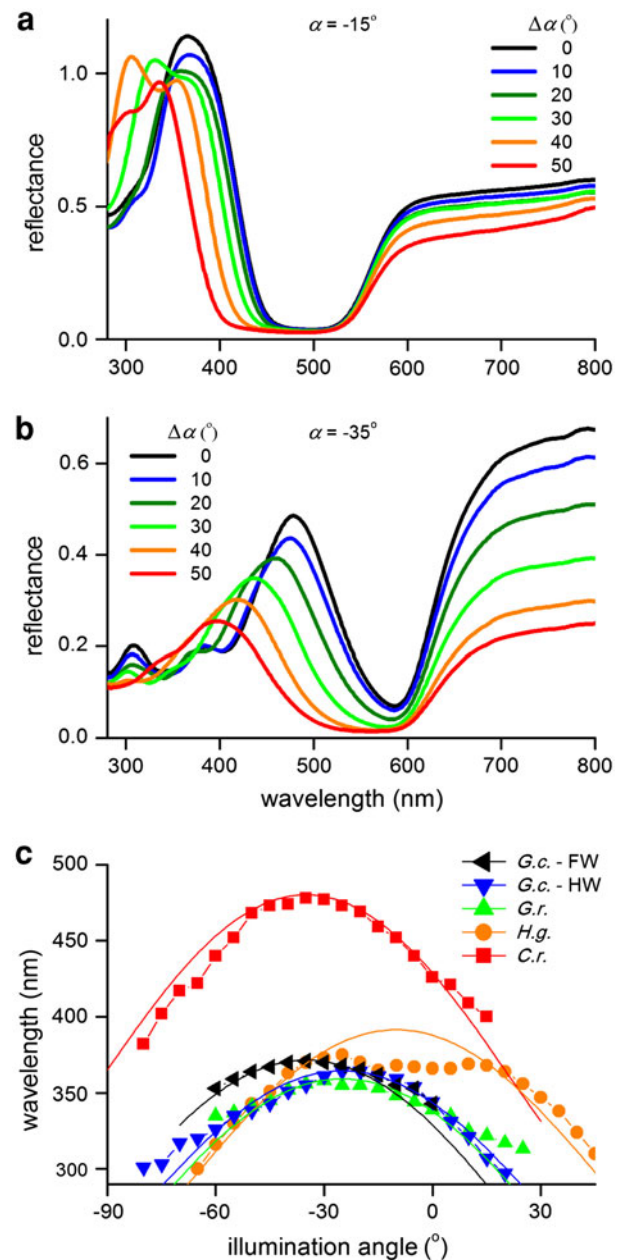 a
α = -15°
Δα (°)
0
10
20
30
40
50
reflectance
1.0
0.5
0.0
300 400 500 600 700 800
b
Δα (°)
α = -35°
0
10
20
30
40
50
reflectance
0.6
0.4
0.2
0.0
300 400 500 600 700 800
wavelength (nm)
c
G.c. - FW
G.c. - HW
G.r.
H.g.
C.r.
wavelength (nm)
500
450
400
350
300
-90 -60 -30 0 30
illumination angle (°)